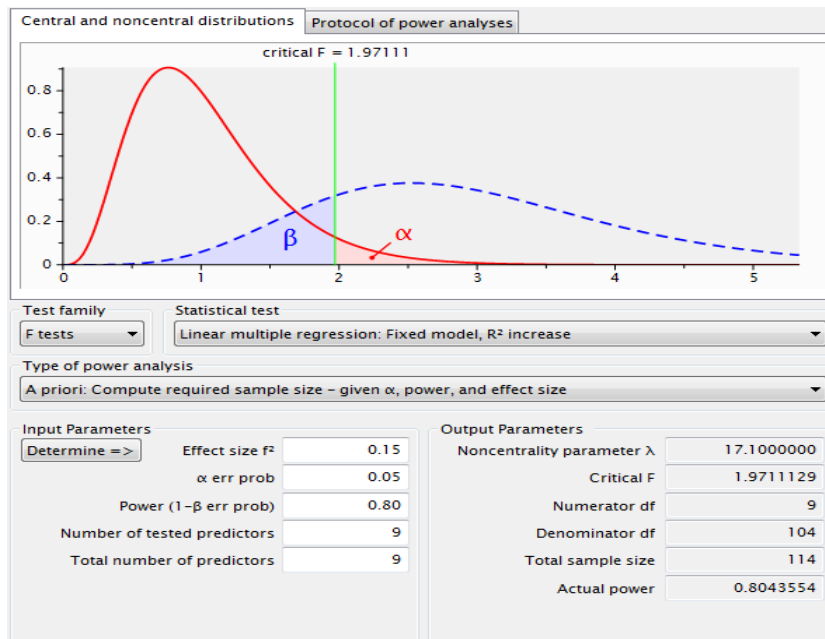 Central and noncentral distributions
Protocol of power analyses
critical F = 1.97111
0.8
0.6
0.4
0.2
0
β
α
0 1 2 3 4 5
Test family
Statistical test
F tests
Linear multiple regression: Fixed model, R² increase
Type of power analysis
A priori: Compute required sample size – given α, power, and effect size
Input Parameters
Determine =>
Effect size f² 0.15
α err prob 0.05
Power (1–β err prob) 0.80
Number of tested predictors 9
Total number of predictors 9
Output Parameters
Noncentrality parameter λ 17.1000000
Critical F 1.9711129
Numerator df 9
Denominator df 104
Total sample size 114
Actual power 0.8043554